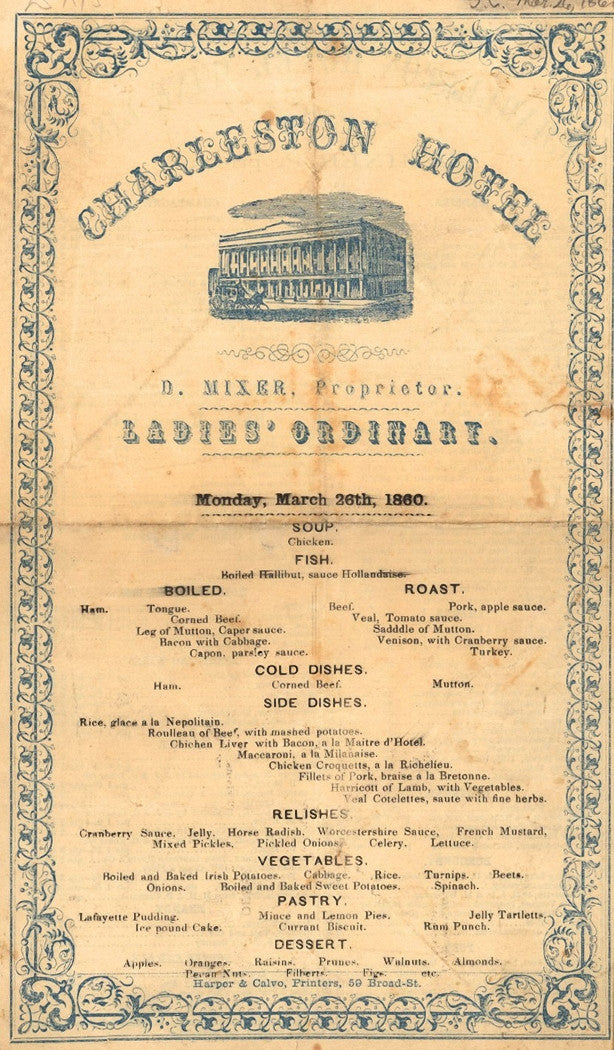 S.C. Mar. 26, 186
CHARLESTON HOTEL
D. MIXER, Proprietor.
LADIES' ORDINARY.
Monday, March 26th, 1860.
SOUP.
Chicken.
FISH.
Boiled Hallibut, sauce Hollandaise.
BOILED.
Ham. Tongue.
Corned Beef.
Leg of Mutton, Caper sauce.
Bacon with Cabbage.
Capon, parsley sauce.
ROAST.
Beef. Pork, apple sauce.
Veal, Tomato sauce.
Sadddle of Mutton.
Venison, with Cranberry sauce.
Turkey.
COLD DISHES.
Ham. Corned Beef. Mutton.
SIDE DISHES.
Rice, glace a la Nepolitain.
Roulleau of Beef, with mashed potatoes.
Chichen Liver with Bacon, a la Maitre d'Hotel.
Maccaroni, a la Milanaise.
Chicken Croquetts, a la Richelieu.
Fillets of Pork, braise a la Bretonne.
Harricott of Lamb, with Vegetables.
Veal Cotelettes, saute with fine herbs.
RELISHES.
Cranberry Sauce. Jelly. Horse Radish. Worcestershire Sauce, French Mustard,
Mixed Pickles. Pickled Onions. Celery. Lettuce.
VEGETABLES.
Boiled and Baked Irish Potatoes. Cabbage. Rice. Turnips. Beets.
Onions. Boiled and Baked Sweet Potatoes. Spinach.
PASTRY.
Lafayette Pudding. Mince and Lemon Pies. Jelly Tartletts,
Ice pound Cake. Currant Biscuit. Rum Punch.
DESSERT.
Apples. Oranges. Raisins. Prunes. Walnuts. Almonds.
Pecan Nuts. Filberts. Figs. etc.
Harper & Calvo, Printers, 59 Broad-St.